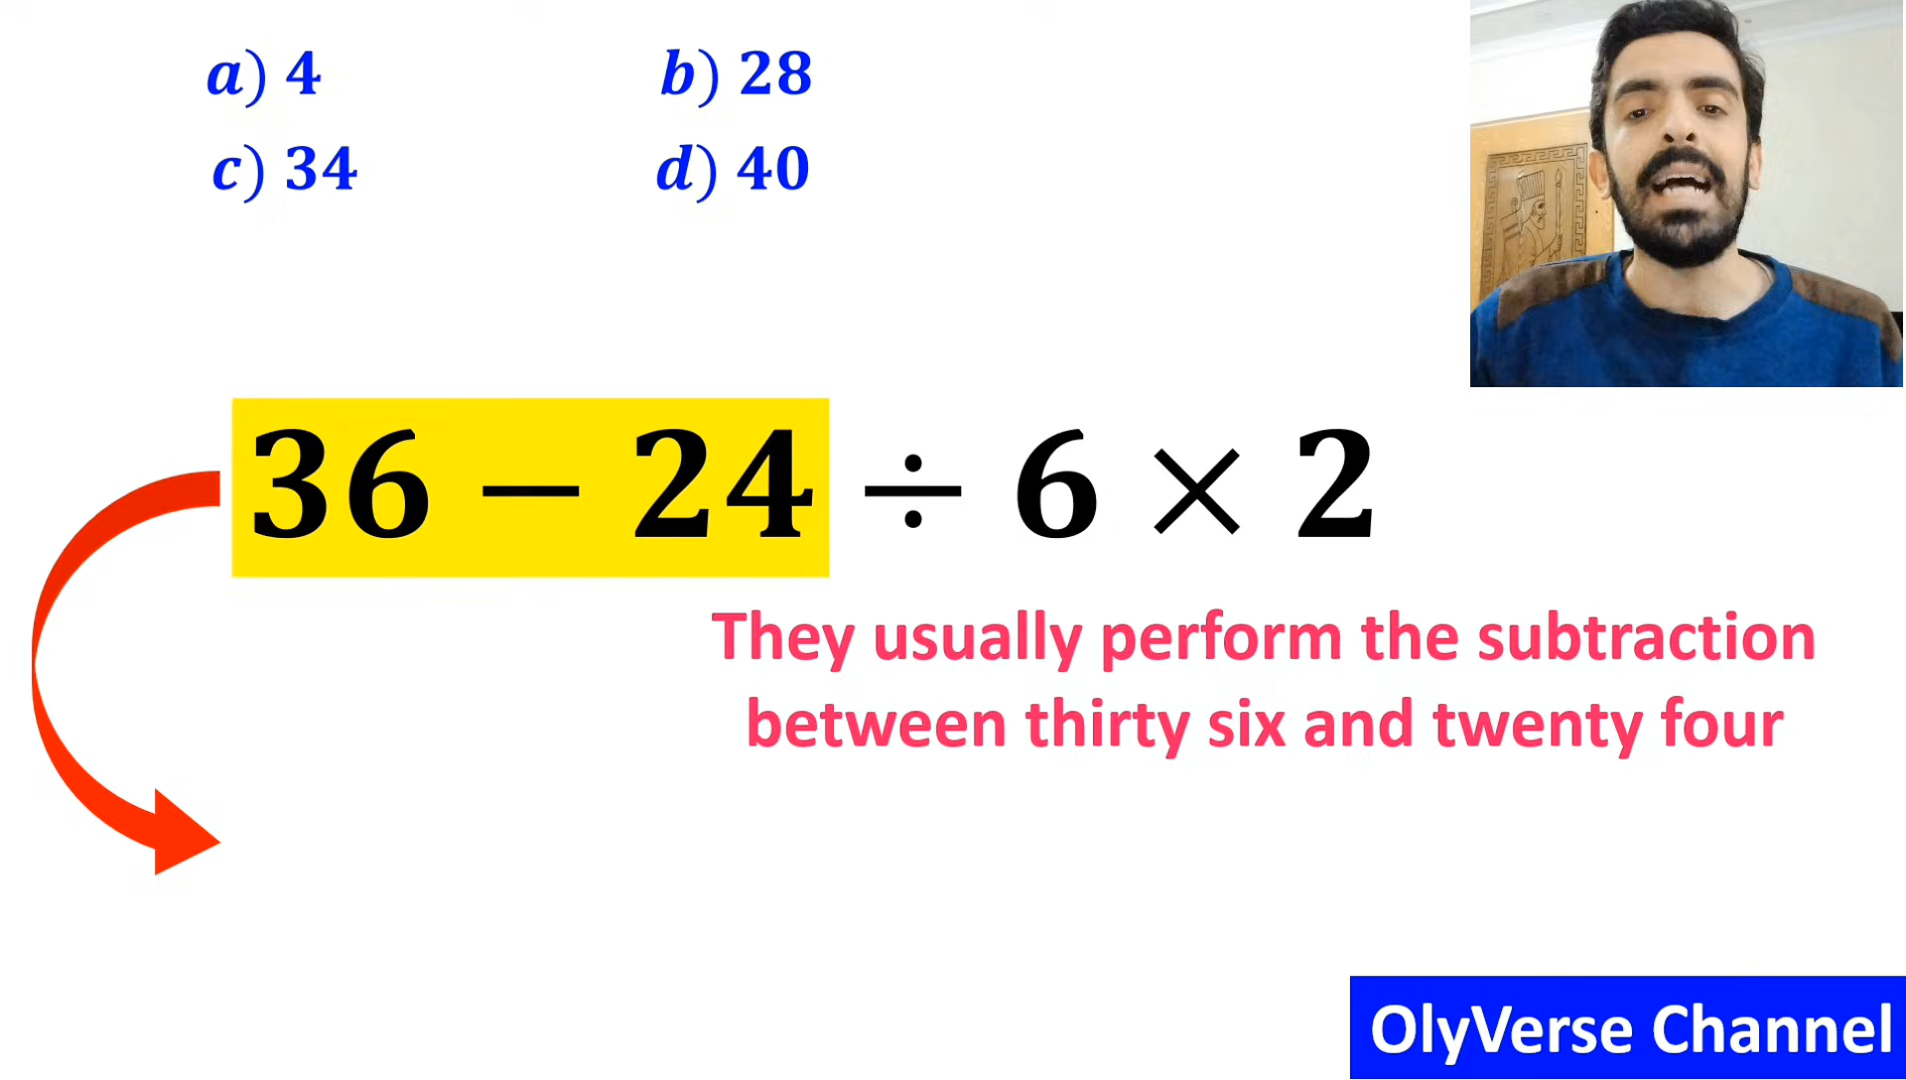 a) 4 b) 28
c) 34 d) 40
36 − 24 ÷ 6 × 2
They usually perform the subtraction
between thirty six and twenty four
OlyVerse Channel